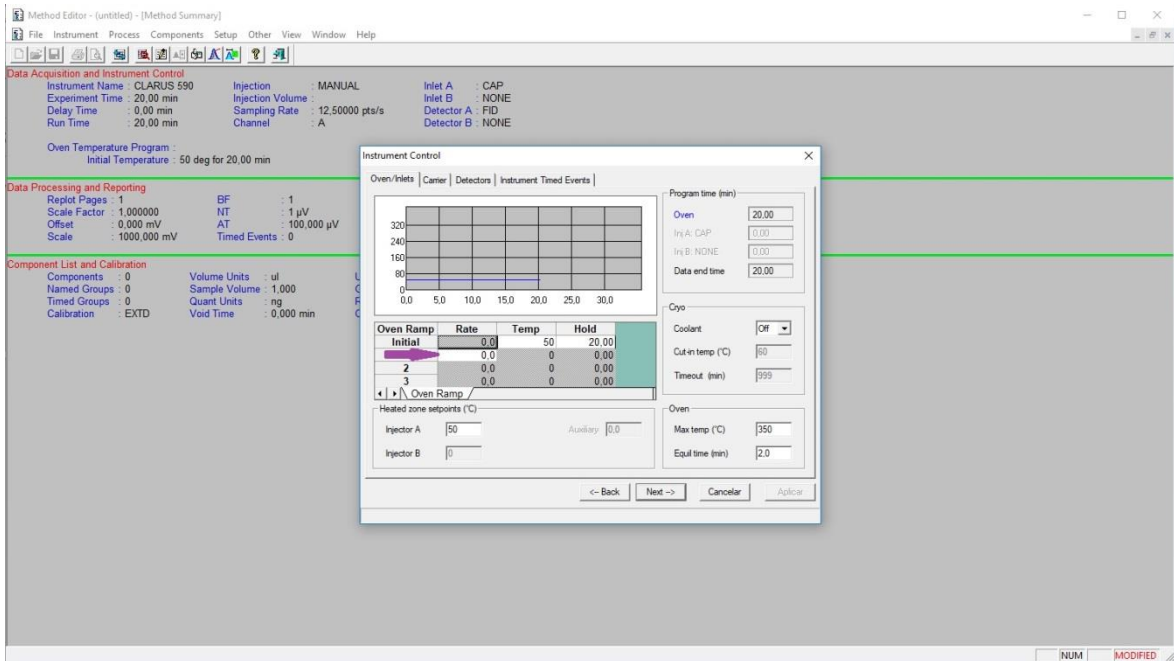 Method Editor - (untitled) - [Method Summary]
File Instrument Process Components Setup Other View Window Help
Data Acquisition and Instrument Control
Instrument Name : CLARUS 590 Injection : MANUAL Inlet A : CAP
Experiment Time : 20,00 min Injection Volume : Inlet B : NONE
Delay Time : 0,00 min Sampling Rate : 12,50000 pts/s Detector A : FID
Run Time : 20,00 min Channel : A Detector B : NONE
Oven Temperature Program :
Initial Temperature : 50 deg for 20,00 min
Data Processing and Reporting
Replot Pages : 1 BF : 1
Scale Factor : 1,000000 NT : 1 µV
Offset : 0,000 mV AT : 100,000 µV
Scale : 1000,000 mV Timed Events : 0
Component List and Calibration
Components : 0 Volume Units : ul
Named Groups : 0 Sample Volume : 1,000
Timed Groups : 0 Quant Units : ng
Calibration : EXTD Void Time : 0,000 min
Instrument Control
Oven/Inlets Carrier Detectors Instrument Timed Events
320
240
160
80
0
0,0 5,0 10,0 15,0 20,0 25,0 30,0
Oven Ramp Rate Temp Hold
Initial 0,0 50 20,00
0,0 0 0,00
2 0,0 0 0,00
3 0,0 0 0,00
Oven Ramp
Heated zone setpoints (°C)
Injector A 50 Auxiliary 0,0
Injector B 0
Program time (min)
Oven 20,00
Inj A: CAP 0,00
Inj B: NONE 0,00
Data end time 20,00
Cryo
Coolant Off
Cut-in temp (°C) 60
Timeout (min) 999
Oven
Max temp (°C) 350
Equil time (min) 2,0
<-- Back Next --> Cancelar Aplicar
NUM MODIFIED